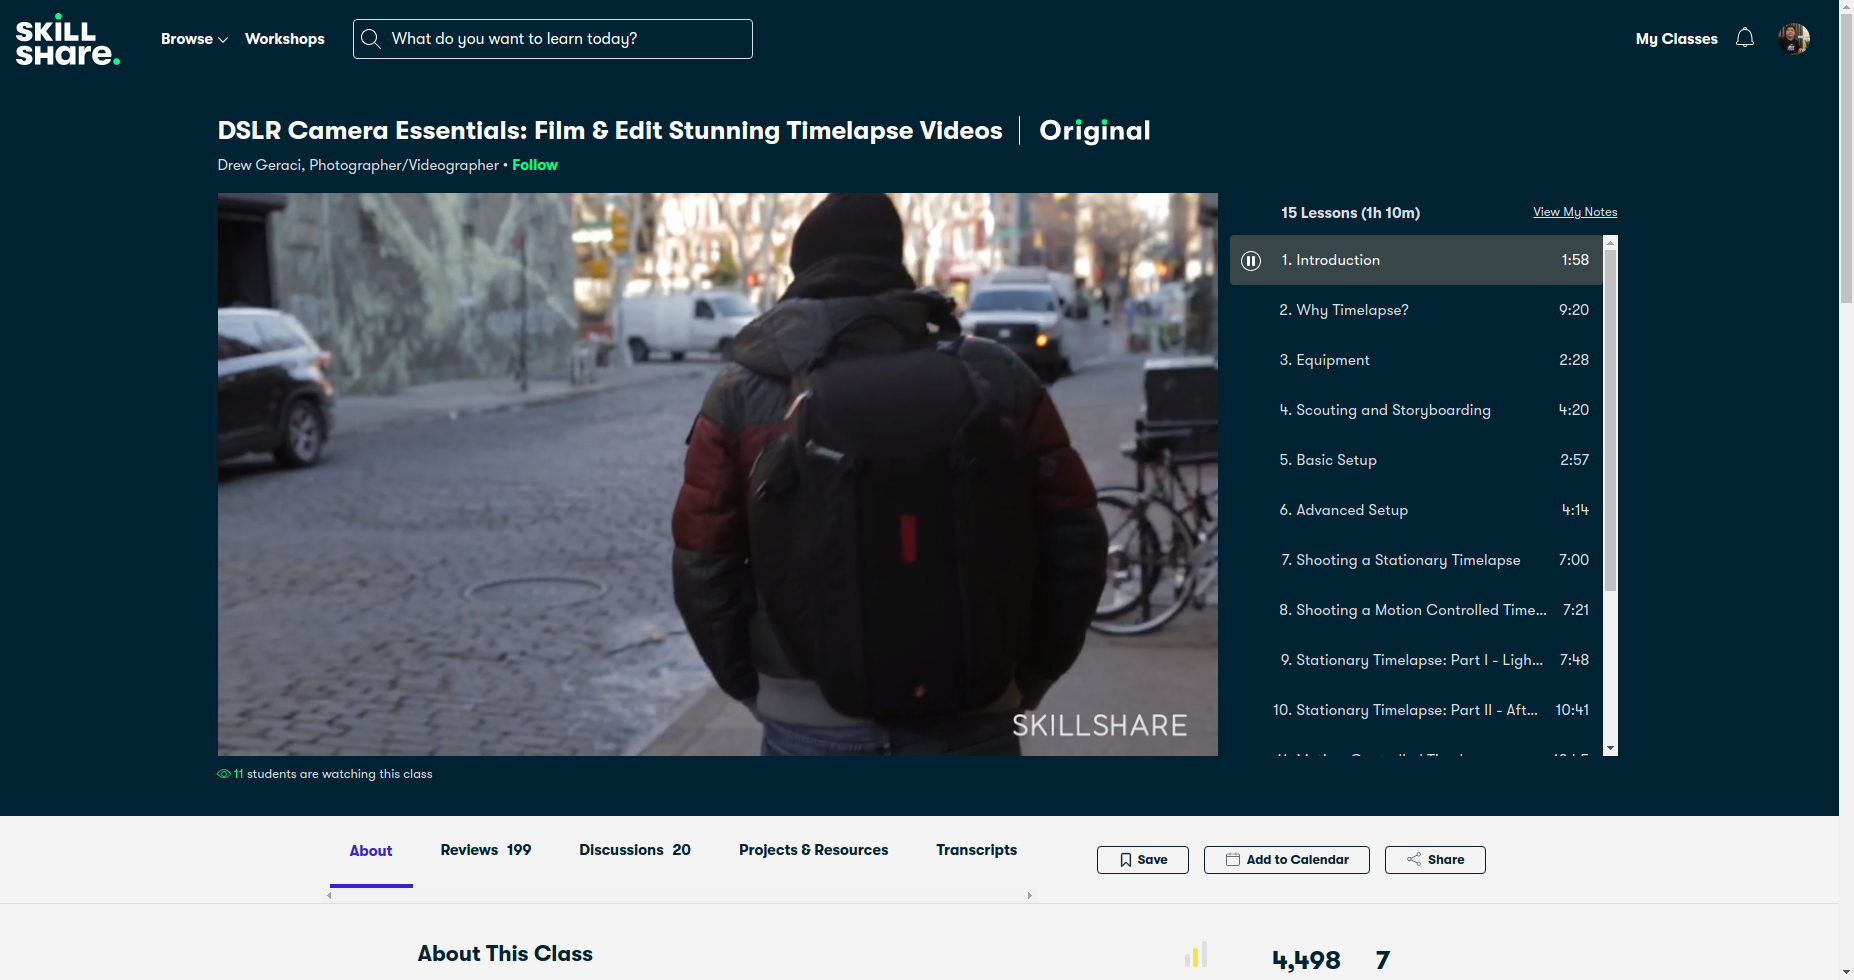 SKILL
SHARE.
Browse
Workshops
What do you want to learn today?
My Classes
DSLR Camera Essentials: Film & Edit Stunning Timelapse Videos
Original
Drew Geraci, Photographer/Videographer • Follow
15 Lessons (1h 10m)
View My Notes
1. Introduction 1:58
2. Why Timelapse? 9:20
3. Equipment 2:28
4. Scouting and Storyboarding 4:20
5. Basic Setup 2:57
6. Advanced Setup 4:14
7. Shooting a Stationary Timelapse 7:00
8. Shooting a Motion Controlled Time... 7:21
9. Stationary Timelapse: Part I - Ligh... 7:48
10. Stationary Timelapse: Part II - Aft... 10:41
SKILLSHARE
11 students are watching this class
About
Reviews 199
Discussions 20
Projects & Resources
Transcripts
Save
Add to Calendar
Share
About This Class
4,498
7